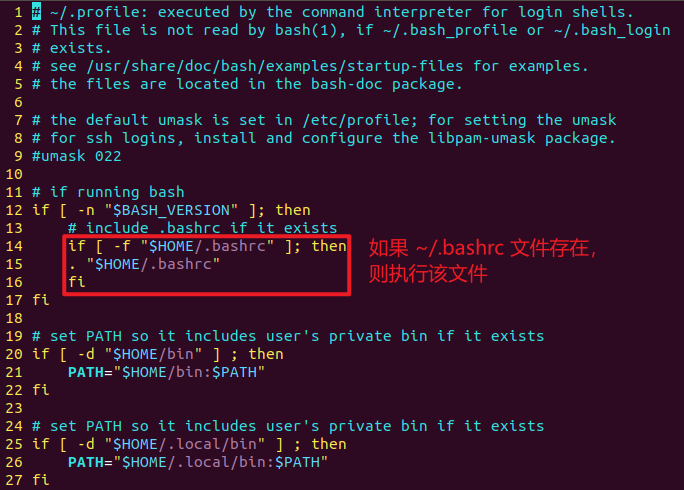 1 # ~/.profile: executed by the command interpreter for login shells.
2 # This file is not read by bash(1), if ~/.bash_profile or ~/.bash_login
3 # exists.
4 # see /usr/share/doc/bash/examples/startup-files for examples.
5 # the files are located in the bash-doc package.
6
7 # the default umask is set in /etc/profile; for setting the umask
8 # for ssh logins, install and configure the libpam-umask package.
9 #umask 022
10
11 # if running bash
12 if [ -n "$BASH_VERSION" ]; then
13     # include .bashrc if it exists
14     if [ -f "$HOME/.bashrc" ]; then
15     . "$HOME/.bashrc"
16     fi
17 fi
18
19 # set PATH so it includes user's private bin if it exists
20 if [ -d "$HOME/bin" ] ; then
21     PATH="$HOME/bin:$PATH"
22 fi
23
24 # set PATH so it includes user's private bin if it exists
25 if [ -d "$HOME/.local/bin" ] ; then
26     PATH="$HOME/.local/bin:$PATH"
27 fi
如果 ~/.bashrc 文件存在，
则执行该文件